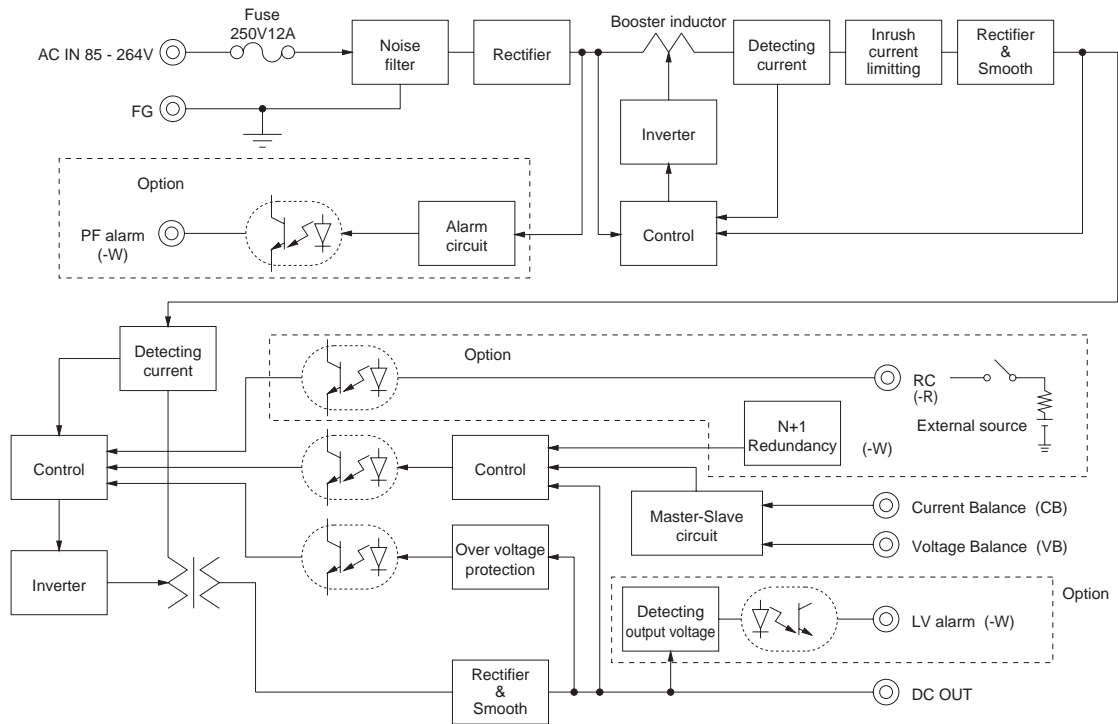 Fuse
250V12A
AC IN 85 - 264V
Noise
filter
Rectifier
Booster inductor
Detecting
current
Inrush
current
limitting
Rectifier
&
Smooth
FG
Inverter
Option
PF alarm
(-W)
Alarm
circuit
Control
Detecting
current
Option
RC
(-R)
External source
N+1
Redundancy
(-W)
Control
Control
Master-Slave
circuit
Current Balance (CB)
Voltage Balance (VB)
Inverter
Over voltage
protection
Option
Detecting
output voltage
LV alarm (-W)
Rectifier
&
Smooth
DC OUT